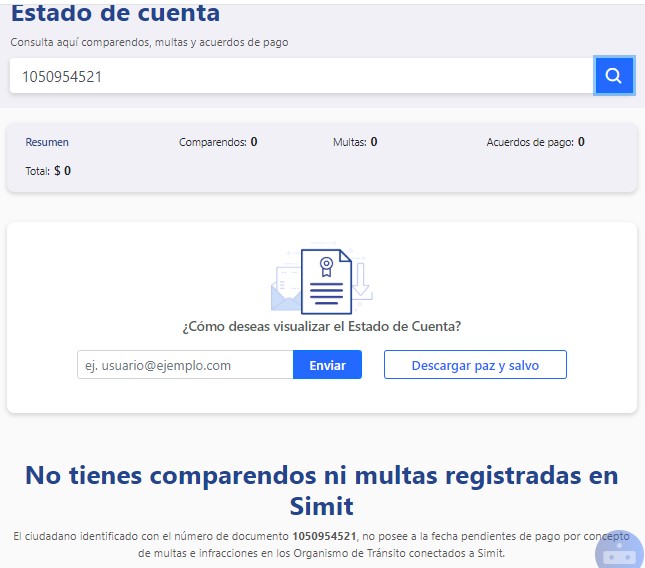 Estado de cuenta
Consulta aquí comparendos, multas y acuerdos de pago
1050954521
Resumen Comparendos: 0 Multas: 0 Acuerdos de pago: 0
Total: $ 0
¿Cómo deseas visualizar el Estado de Cuenta?
ej. usuario@ejemplo.com Enviar Descargar paz y salvo
No tienes comparendos ni multas registradas en
Simit
El ciudadano identificado con el número de documento 1050954521, no posee a la fecha pendientes de pago por concepto
de multas e infracciones en los Organismo de Tránsito conectados a Simit.